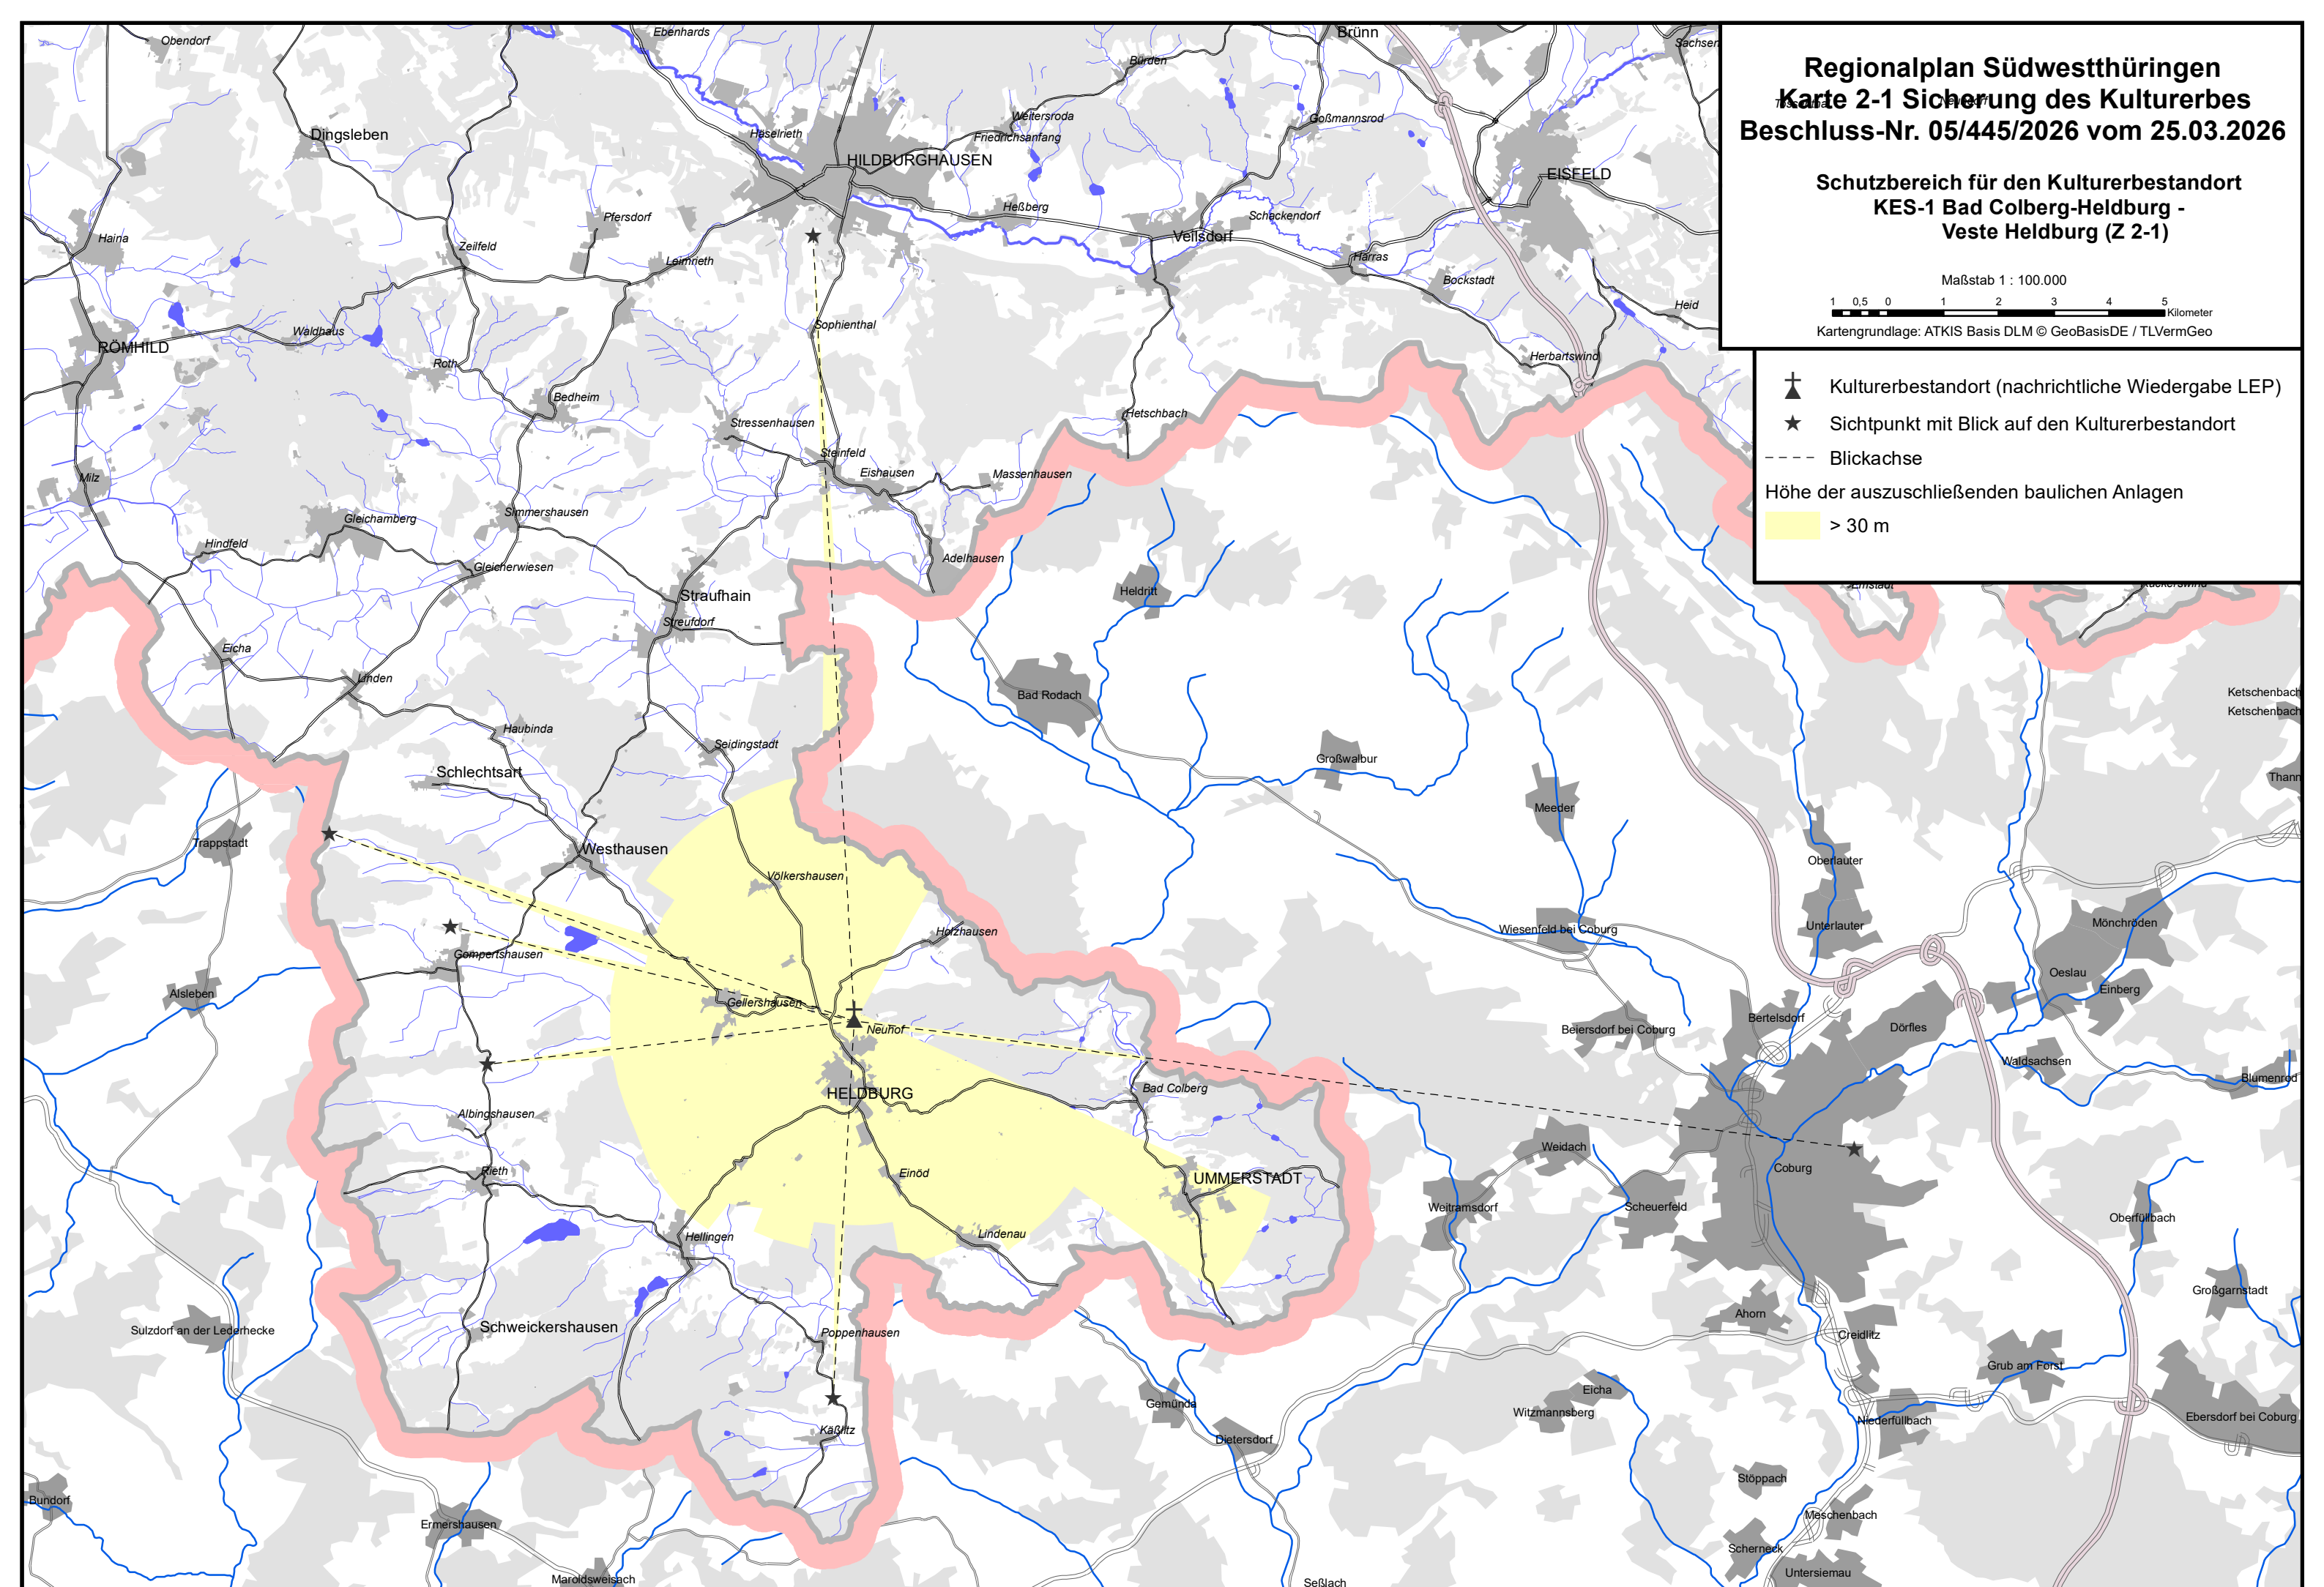 Regionalplan Südwestthüringen
Karte 2-1 Sicherung des Kulturerbes
Beschluss-Nr. 05/445/2026 vom 25.03.2026
Schutzbereich für den Kulturerbestandort
KES-1 Bad Colberg-Heldburg -
Veste Heldburg (Z 2-1)
Maßstab 1 : 100.000
1 0,5 0 1 2 3 4 5
Kilometer
Kartengrundlage: ATKIS Basis DLM © GeoBasisDE / TLVermGeo
Kulturerbestandort (nachrichtliche Wiedergabe LEP)
Sichtpunkt mit Blick auf den Kulturerbestandort
Blickachse
Höhe der auszuschließenden baulichen Anlagen
> 30 m
Obendorf
Ebenhards
Brünn
Sachsen
Bürden
Dingsleben
Häselrieth
Weitersroda
Friedrichsanfang
Goßmannsrod
HILDBURGHAUSEN
EISFELD
Haina
Pfersdorf
Heßberg
Schackendorf
Zeilfeld
Veilsdorf
Leimrieth
Harras
Bockstadt
Heid
Waldhaus
Sophienthal
RÖMHILD
Roth
Herbartswind
Bedheim
Hetschbach
Stressenhausen
Steinfeld
Eishausen
Massenhausen
Milz
Simmershausen
Gleichamberg
Hindfeld
Adelhausen
Gleicherwiesen
Heldritt
Straufhain
Streufdorf
Eicha
Linden
Bad Rodach
Ketschenbach
Ketschenbach
Haubinda
Seidingstadt
Großwalbur
Schlechtsart
Thann
Meeder
Trappstadt
Westhausen
Oberlauter
Völkershausen
Mönchröden
Unterlauter
Holzhausen
Wiesenfeld bei Coburg
Gompertshausen
Oeslau
Alsleben
Einberg
Gellershausen
Bertelsdorf
Neuhof
Beiersdorf bei Coburg
Dörfles
Waldsachsen
Blumenrod
HELDBURG
Bad Colberg
Albingshausen
Weidach
Coburg
Rieth
Einöd
UMMERSTADT
Weitramsdorf
Scheuerfeld
Oberfüllbach
Hellingen
Lindenau
Großgarnstadt
Ahorn
Sulzdorf an der Lederhecke
Schweickershausen
Poppenhausen
Creidlitz
Grub am Forst
Eicha
Gemünda
Witzmannsberg
Niederfüllbach
Ebersdorf bei Coburg
Käßlitz
Dietersdorf
Stöppach
Bundorf
Meschenbach
Ermershausen
Scherneck
Untersiemau
Maroldsweisach
Seßlach